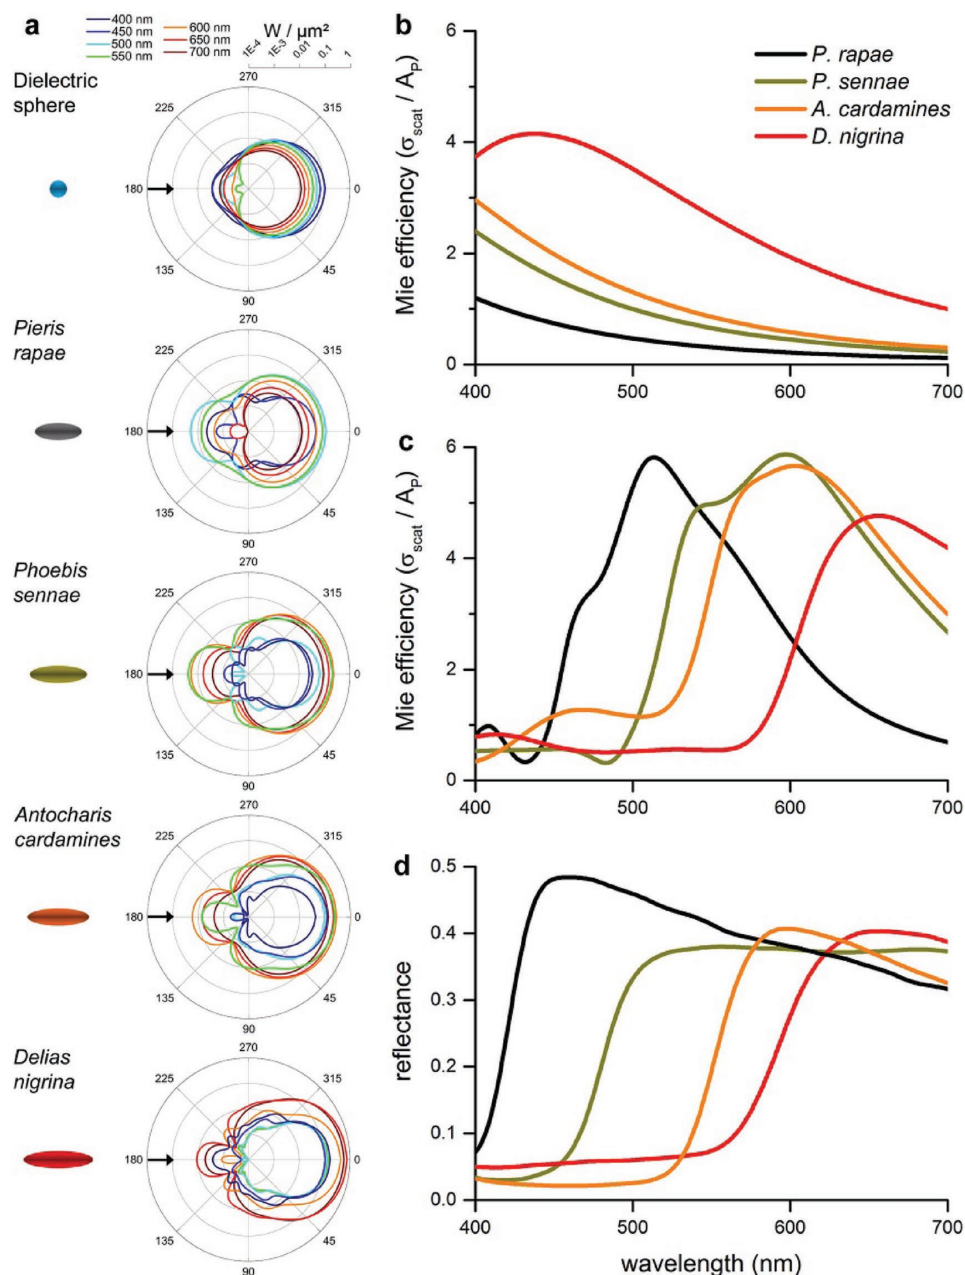 a
400 nm
450 nm
500 nm
550 nm
600 nm
650 nm
700 nm
W / µm²
1E-4
1E-3
0.01
0.1
1
Dielectric
sphere
270
225
315
180
0
135
45
90
Pieris
rapae
270
225
315
180
0
135
45
90
Phoebis
sennae
270
225
315
180
0
135
45
90
Antocharis
cardamines
270
225
315
180
0
135
45
90
Delias
nigrina
270
225
315
180
0
135
45
90
b
6
4
2
0
Mie efficiency (σscat / AP)
P. rapae
P. sennae
A. cardamines
D. nigrina
400
500
600
700
c
6
4
2
0
Mie efficiency (σscat / AP)
400
500
600
700
d
0.5
0.4
0.3
0.2
0.1
0.0
reflectance
400
500
600
700
wavelength (nm)